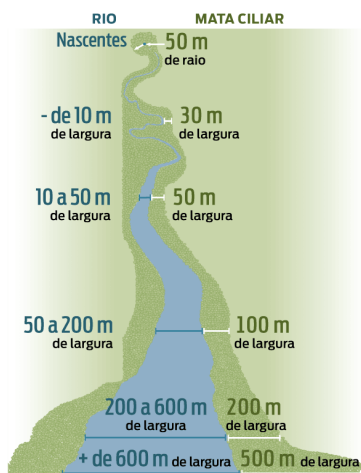 RIO MATA CILIAR
Nascentes 50 m
de raio
- de 10 m 30 m
de largura de largura
10 a 50 m 50 m
de largura de largura
50 a 200 m 100 m
de largura de largura
200 a 600 m 200 m
de largura de largura
+ de 600 m de largura 500 m de largura